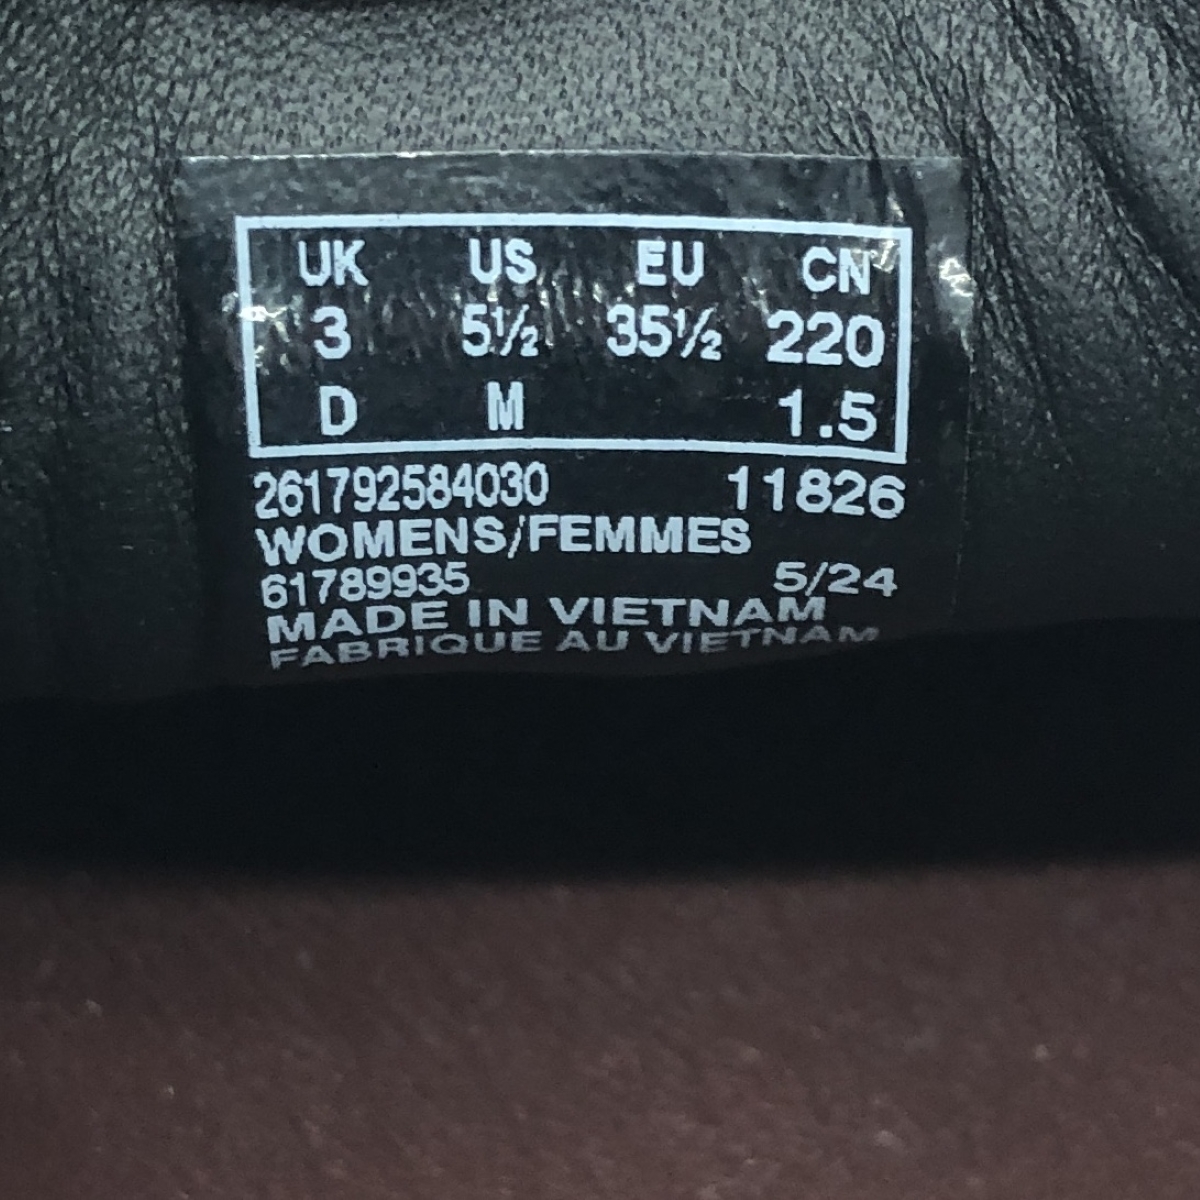 UK US EU CN
3 5½ 35½ 220
D M 1.5
261792584030 11826
WOMENS/FEMMES
61789935 5/24
MADE IN VIETNAM
FABRIQUE AU VIETNAM